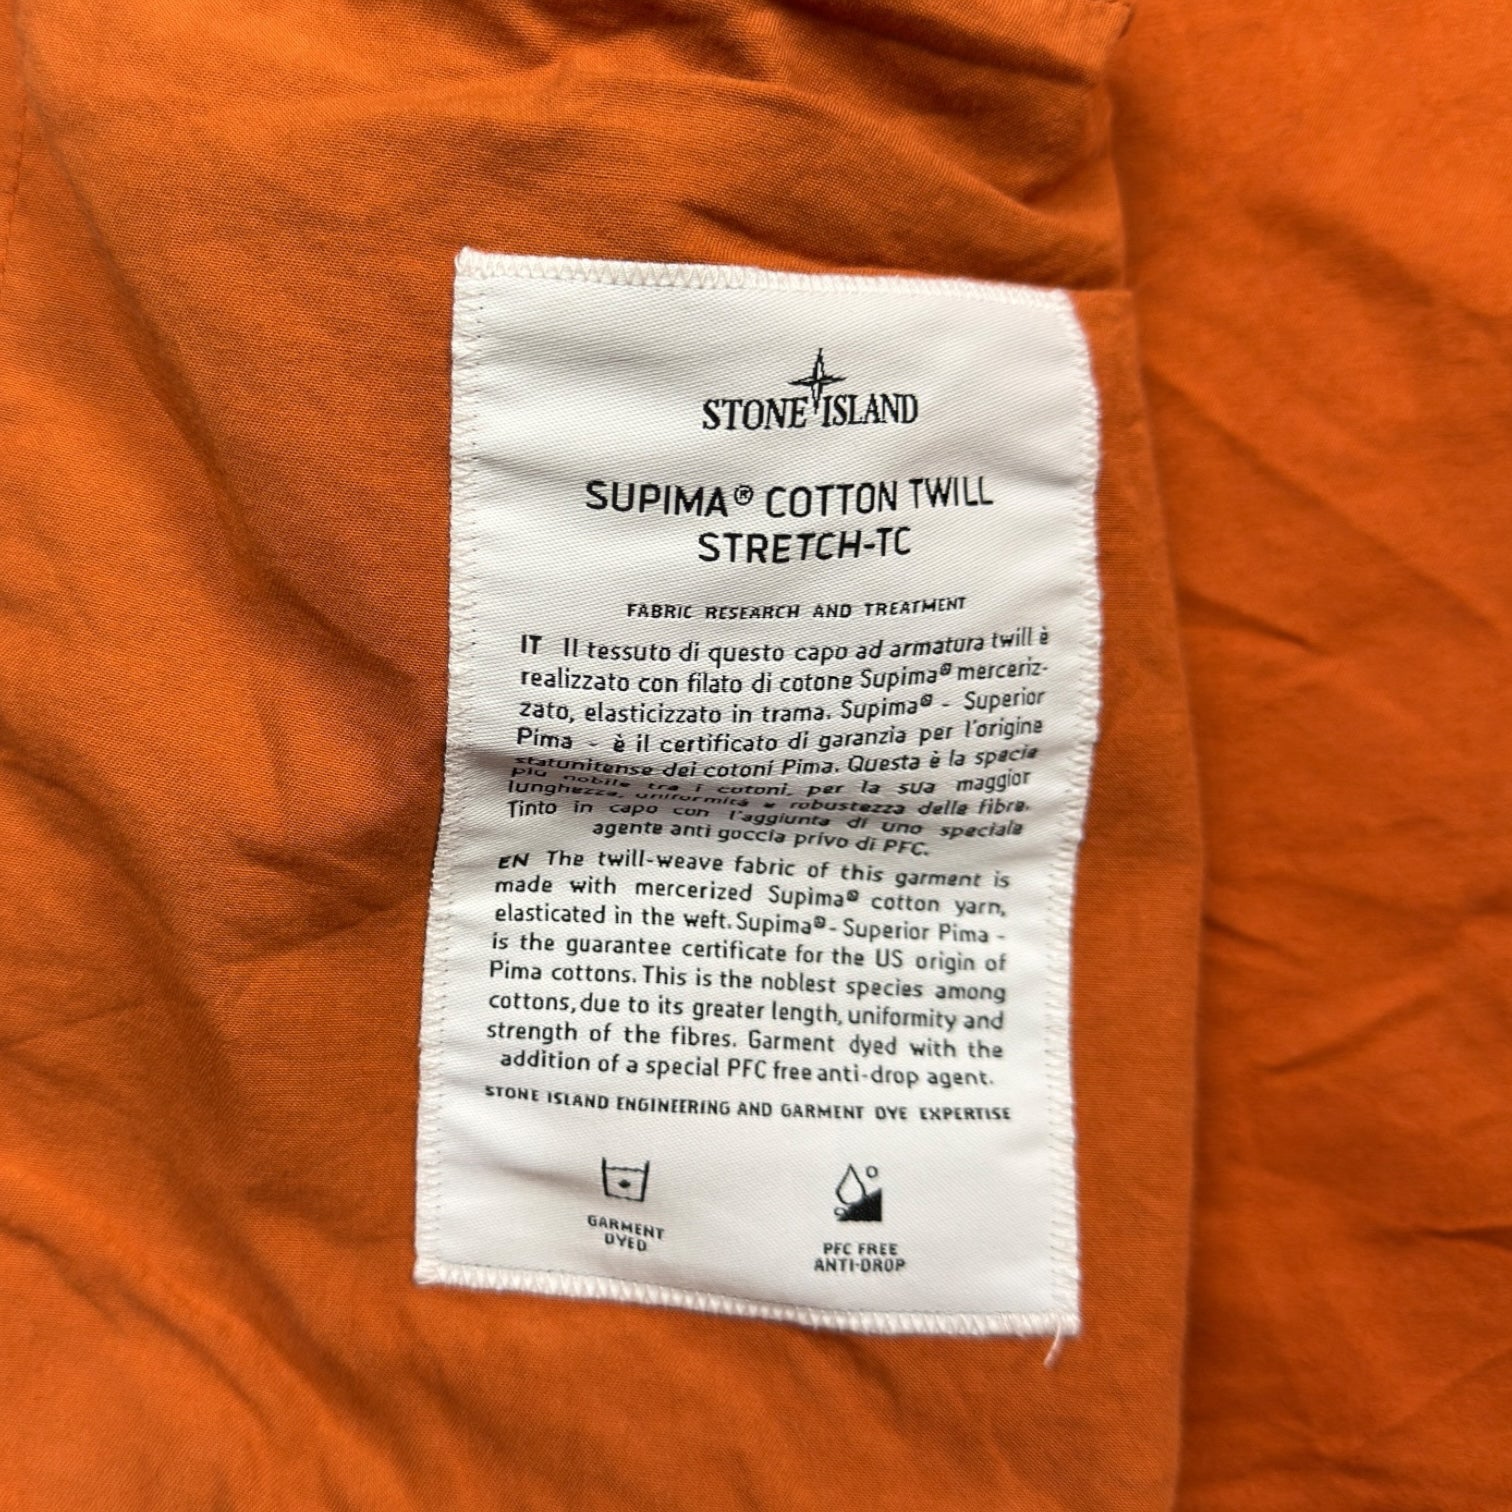 STONE ISLAND
SUPIMA® COTTON TWILL
STRETCH-TC
FABRIC RESEARCH AND TREATMENT
IT Il tessuto di questo capo ad armatura twill è
realizzato con filato di cotone Supima® merceriz-
zato, elasticizzato in trama. Supima® - Superior
Pima - è il certificato di garanzia per l'origine
statunitense dei cotoni Pima. Questa è la specie
più nobile tra i cotoni, per la sua maggior
lunghezza, uniformità e robustezza delle fibre.
Tinto in capo con l'aggiunta di uno speciale
agente anti goccia privo di PFC.
EN The twill-weave fabric of this garment is
made with mercerized Supima® cotton yarn,
elasticated in the weft. Supima® - Superior Pima -
is the guarantee certificate for the US origin of
Pima cottons. This is the noblest species among
cottons, due to its greater length, uniformity and
strength of the fibres. Garment dyed with the
addition of a special PFC free anti-drop agent.
STONE ISLAND ENGINEERING AND GARMENT DYE EXPERTISE
GARMENT
DYED
PFC FREE
ANTI-DROP